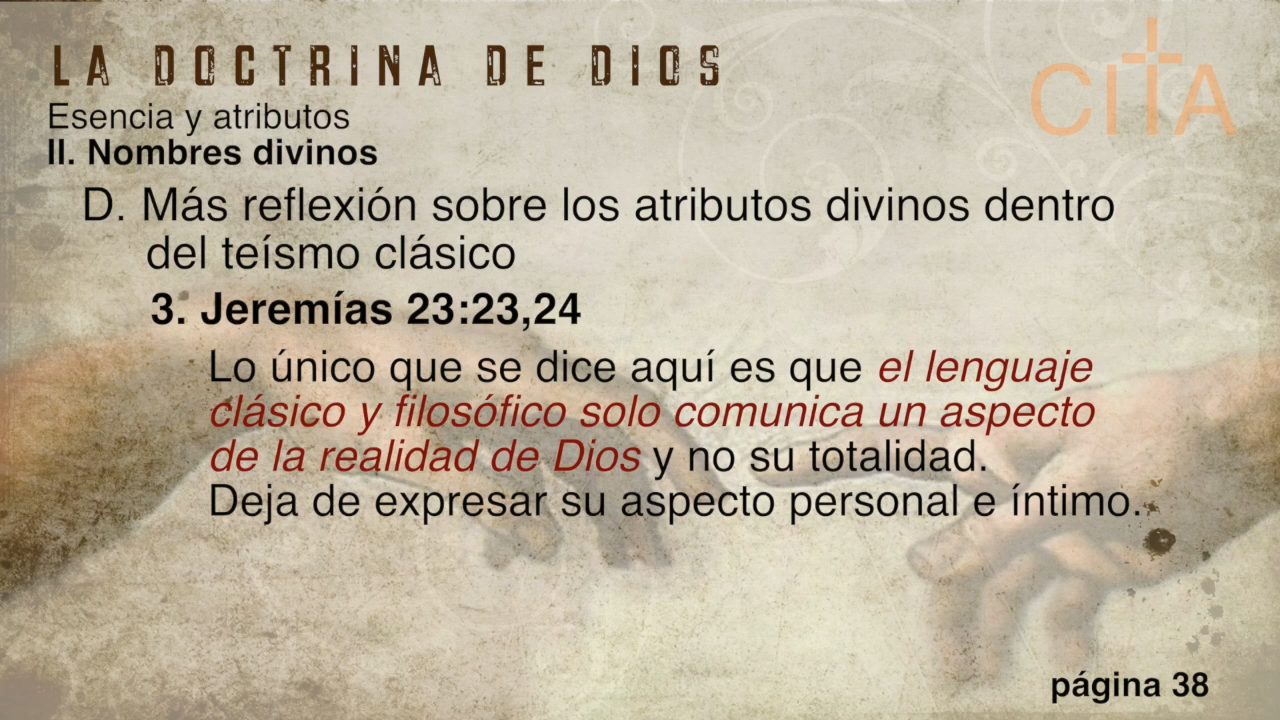 LA DOCTRINA DE DIOS
CITA
Esencia y atributos
II. Nombres divinos
D. Más reflexión sobre los atributos divinos dentro
del teísmo clásico
3. Jeremías 23:23,24
Lo único que se dice aquí es que el lenguaje
clásico y filosófico solo comunica un aspecto
de la realidad de Dios y no su totalidad.
Deja de expresar su aspecto personal e íntimo.
página 38